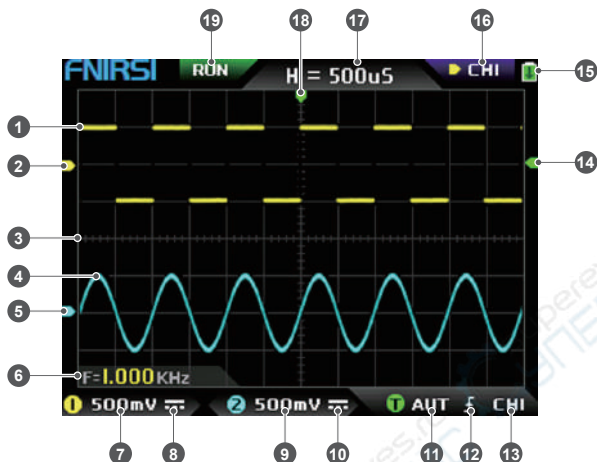 19 18 17 16
FNIRSI RUN H = 500uS CH1 15
1
2 14
3
4
5
6 F=1.000KHz
1 500mV 2 500mV T AUT CH1
7 8 9 10 11 12 13